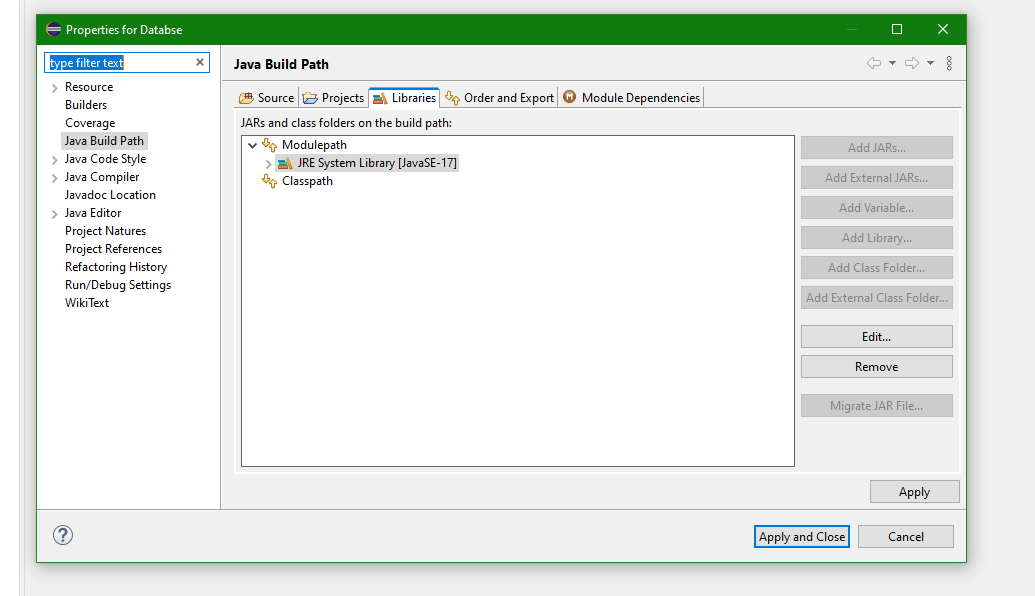 Properties for Databse
type filter text
Resource
Builders
Coverage
Java Build Path
Java Code Style
Java Compiler
Javadoc Location
Java Editor
Project Natures
Project References
Refactoring History
Run/Debug Settings
WikiText
Java Build Path
Source Projects Libraries Order and Export Module Dependencies
JARs and class folders on the build path:
Modulepath
JRE System Library [JavaSE-17]
Classpath
Add JARs...
Add External JARs...
Add Variable...
Add Library...
Add Class Folder...
Add External Class Folder...
Edit...
Remove
Migrate JAR File...
Apply
?
Apply and Close Cancel